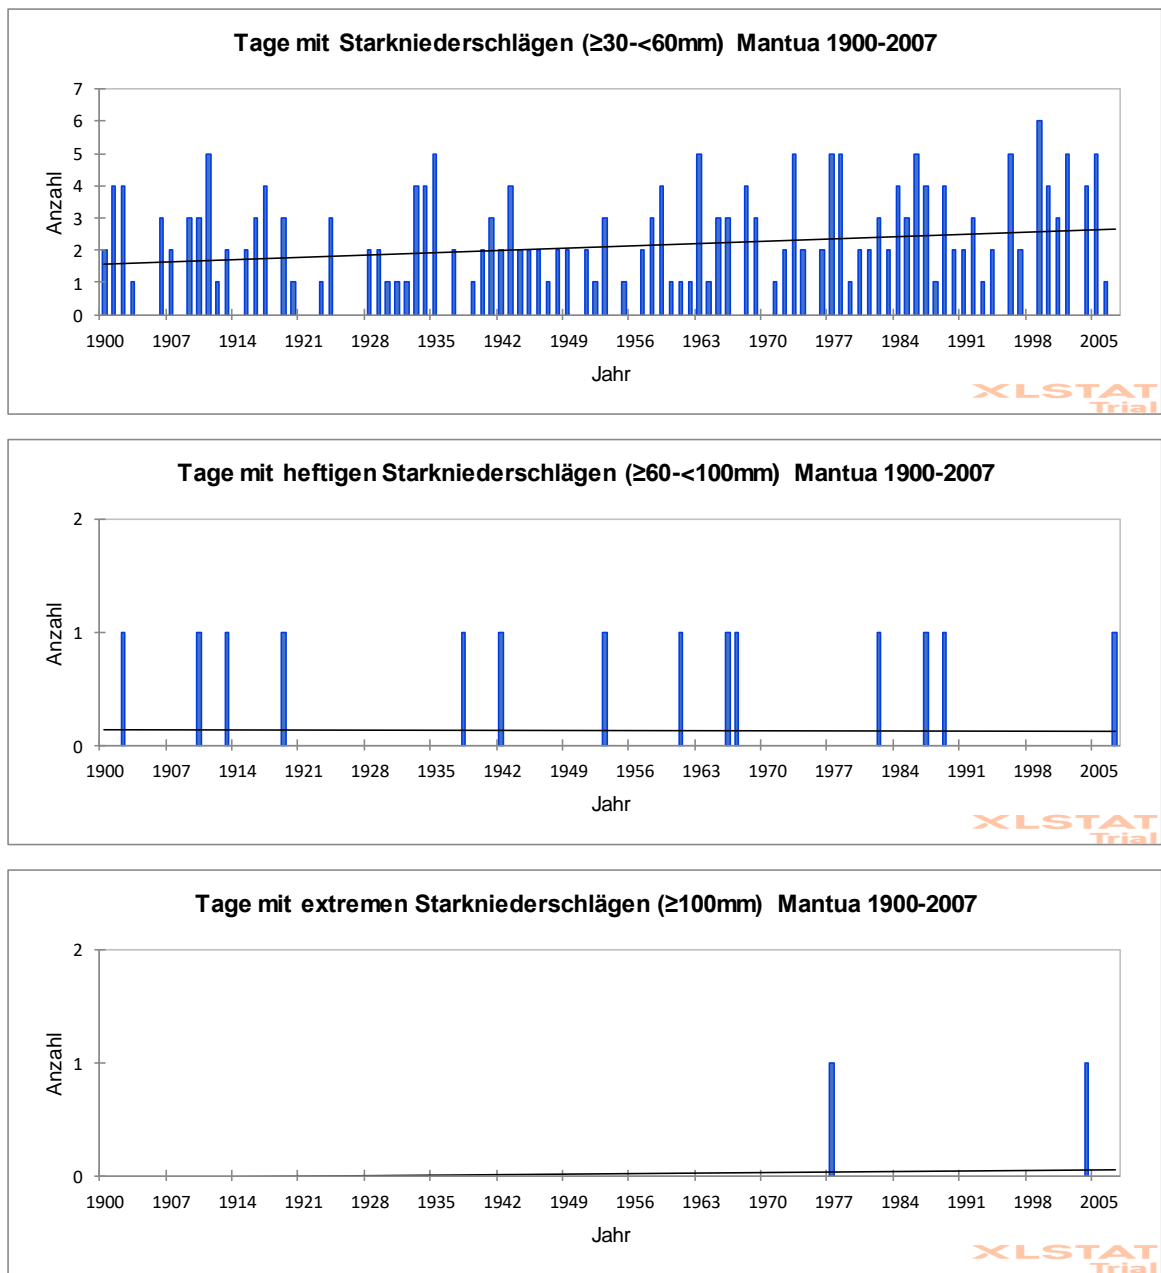 Tage mit Starkniederschlägen (≥30-<60mm) Mantua 1900-2007
7
6
5
4
3
2
1
0
Anzahl
1900 1907 1914 1921 1928 1935 1942 1949 1956 1963 1970 1977 1984 1991 1998 2005
Jahr
XLSTAT
Trial
Tage mit heftigen Starkniederschlägen (≥60-<100mm) Mantua 1900-2007
2
1
0
Anzahl
1900 1907 1914 1921 1928 1935 1942 1949 1956 1963 1970 1977 1984 1991 1998 2005
Jahr
XLSTAT
Trial
Tage mit extremen Starkniederschlägen (≥100mm) Mantua 1900-2007
2
1
0
Anzahl
1900 1907 1914 1921 1928 1935 1942 1949 1956 1963 1970 1977 1984 1991 1998 2005
Jahr
XLSTAT
Trial